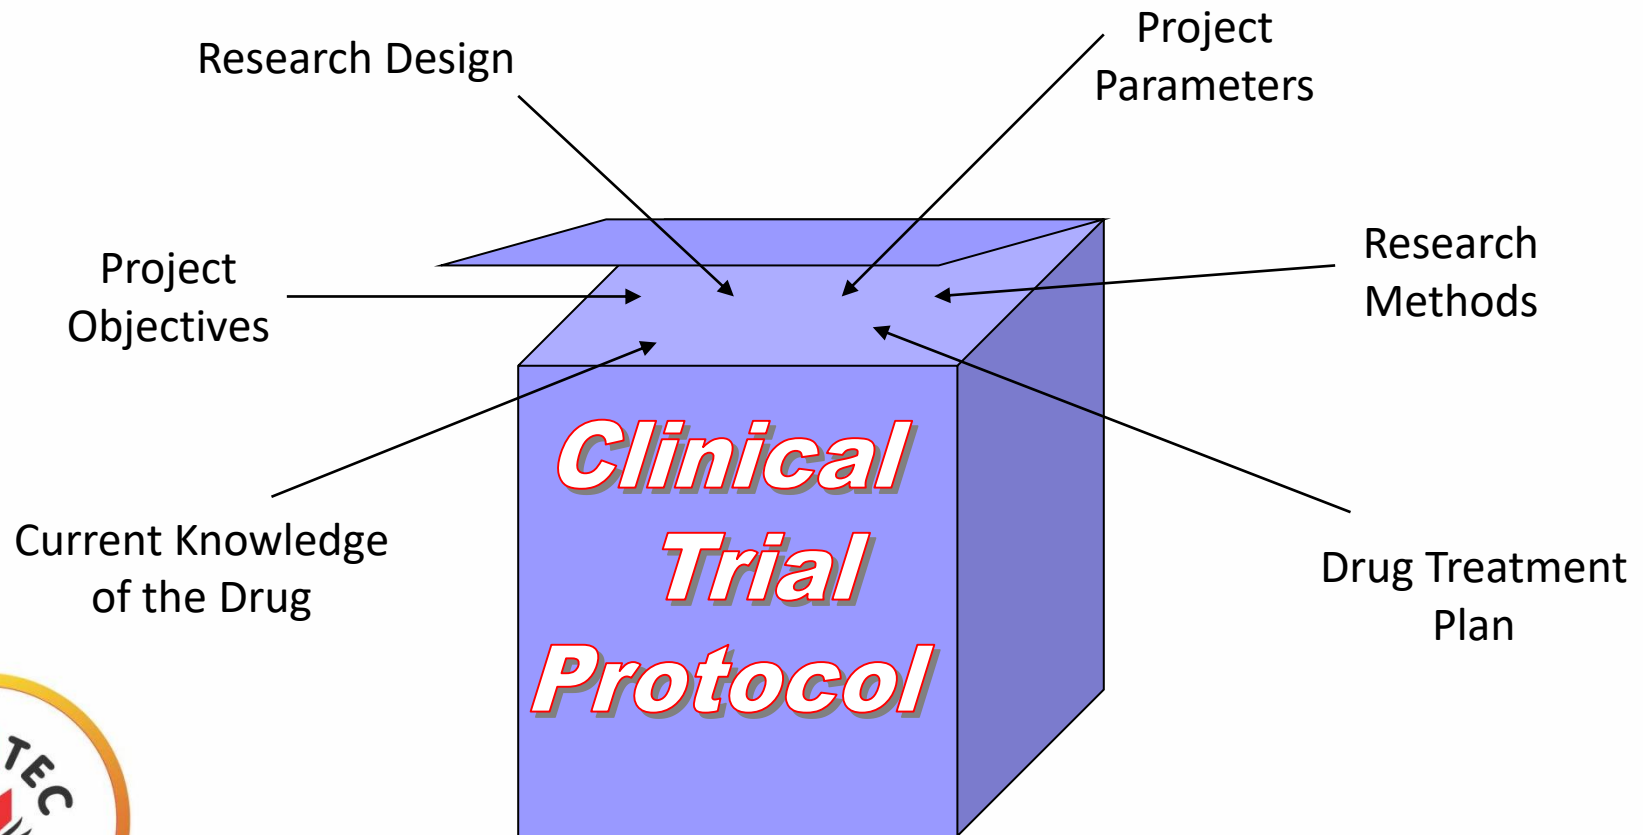 Research Design
Project
Parameters
Project
Objectives
Research
Methods
Current Knowledge
of the Drug
Drug Treatment
Plan
Clinical
Trial
Protocol
TEC